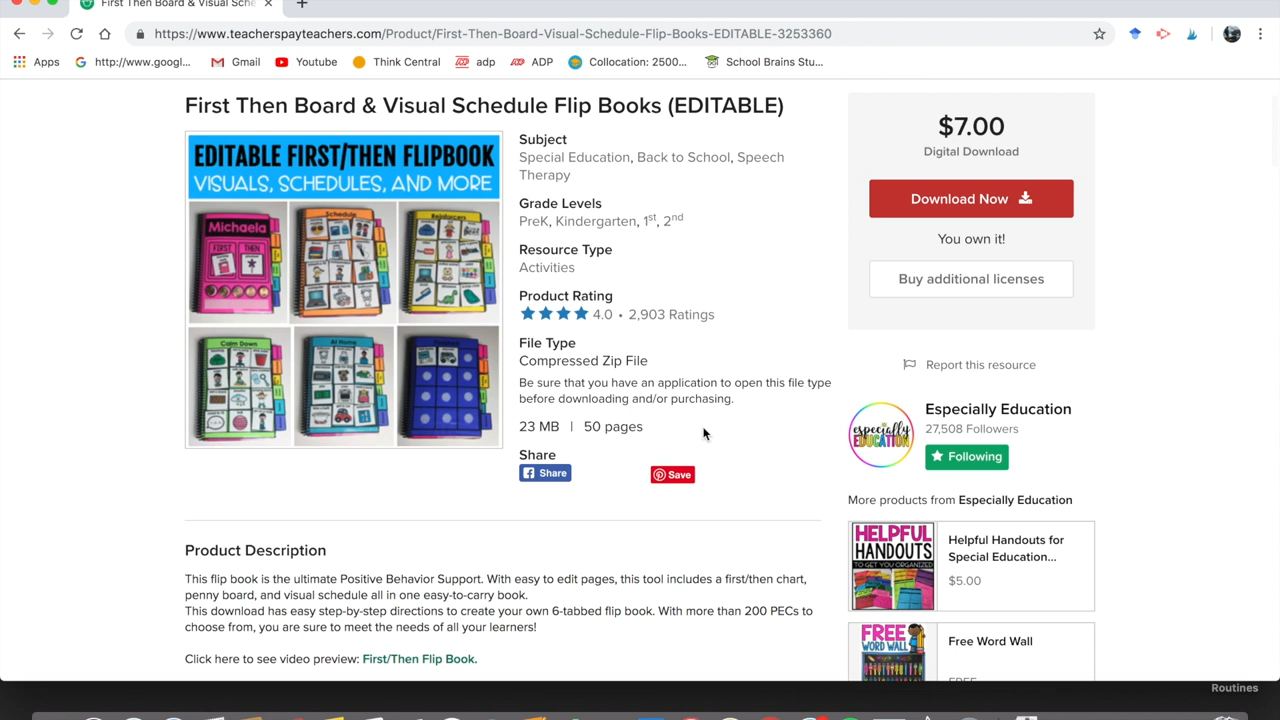 First Then Board & Visual Sche
https://www.teacherspayteachers.com/Product/First-Then-Board-Visual-Schedule-Flip-Books-EDITABLE-3253360
Apps http://www.googl... Gmail Youtube Think Central adp ADP Collocation: 2500... School Brains Stu...
First Then Board & Visual Schedule Flip Books (EDITABLE)
EDITABLE FIRST/THEN FLIPBOOK
VISUALS, SCHEDULES, AND MORE
Michaela
FIRST THEN
Schedule
Reinforcers
Calm Down
At Home
Subject
Special Education, Back to School, Speech
Therapy
Grade Levels
PreK, Kindergarten, 1st, 2nd
Resource Type
Activities
Product Rating
4.0 • 2,903 Ratings
File Type
Compressed Zip File
Be sure that you have an application to open this file type
before downloading and/or purchasing.
23 MB | 50 pages
Share
Share
Save
$7.00
Digital Download
Download Now
You own it!
Buy additional licenses
Report this resource
especially
EDUCATION
Especially Education
27,508 Followers
Following
More products from Especially Education
HELPFUL
HANDOUTS
TO GET YOU ORGANIZED
Helpful Handouts for
Special Education...
$5.00
FREE
WORD WALL
Free Word Wall
FREE
Product Description
This flip book is the ultimate Positive Behavior Support. With easy to edit pages, this tool includes a first/then chart,
penny board, and visual schedule all in one easy-to-carry book.
This download has easy step-by-step directions to create your own 6-tabbed flip book. With more than 200 PECs to
choose from, you are sure to meet the needs of all your learners!
Click here to see video preview: First/Then Flip Book.
Routines